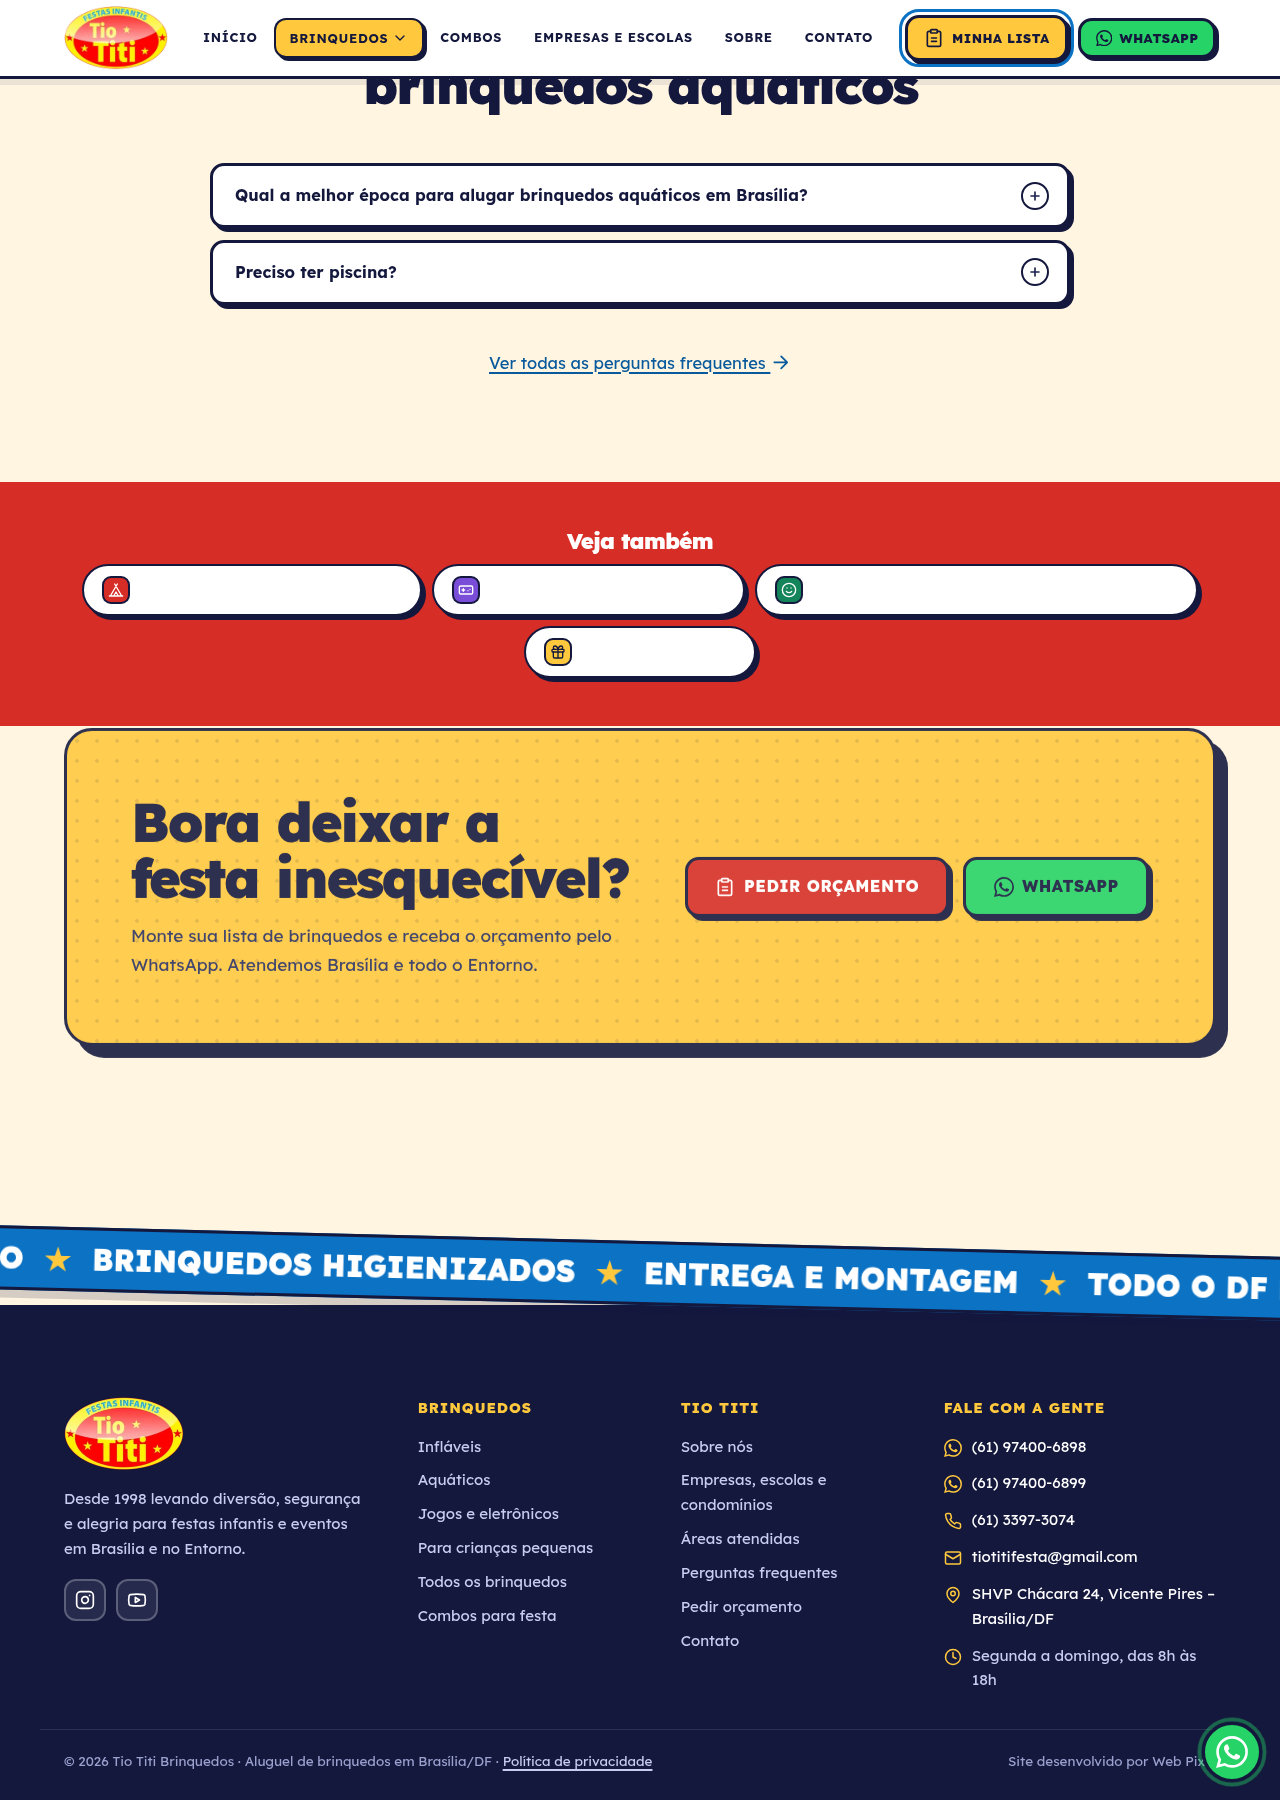 FESTAS INFANTIS
Tio
Titi
INÍCIO
BRINQUEDOS
COMBOS
EMPRESAS E ESCOLAS
SOBRE
CONTATO
MINHA LISTA
WHATSAPP
brinquedos aquáticos
Qual a melhor época para alugar brinquedos aquáticos em Brasília?
Preciso ter piscina?
Ver todas as perguntas frequentes
Veja também
Bora deixar a
festa inesquecível?
Monte sua lista de brinquedos e receba o orçamento pelo
WhatsApp. Atendemos Brasília e todo o Entorno.
PEDIR ORÇAMENTO
WHATSAPP
O ★ BRINQUEDOS HIGIENIZADOS ★ ENTREGA E MONTAGEM ★ TODO O DF
FESTAS INFANTIS
Tio
Titi
Desde 1998 levando diversão, segurança
e alegria para festas infantis e eventos
em Brasília e no Entorno.
BRINQUEDOS
Infláveis
Aquáticos
Jogos e eletrônicos
Para crianças pequenas
Todos os brinquedos
Combos para festa
TIO TITI
Sobre nós
Empresas, escolas e
condomínios
Áreas atendidas
Perguntas frequentes
Pedir orçamento
Contato
FALE COM A GENTE
(61) 97400-6898
(61) 97400-6899
(61) 3397-3074
tiotitifesta@gmail.com
SHVP Chácara 24, Vicente Pires –
Brasília/DF
Segunda a domingo, das 8h às
18h
© 2026 Tio Titi Brinquedos · Aluguel de brinquedos em Brasília/DF · Política de privacidade
Site desenvolvido por Web